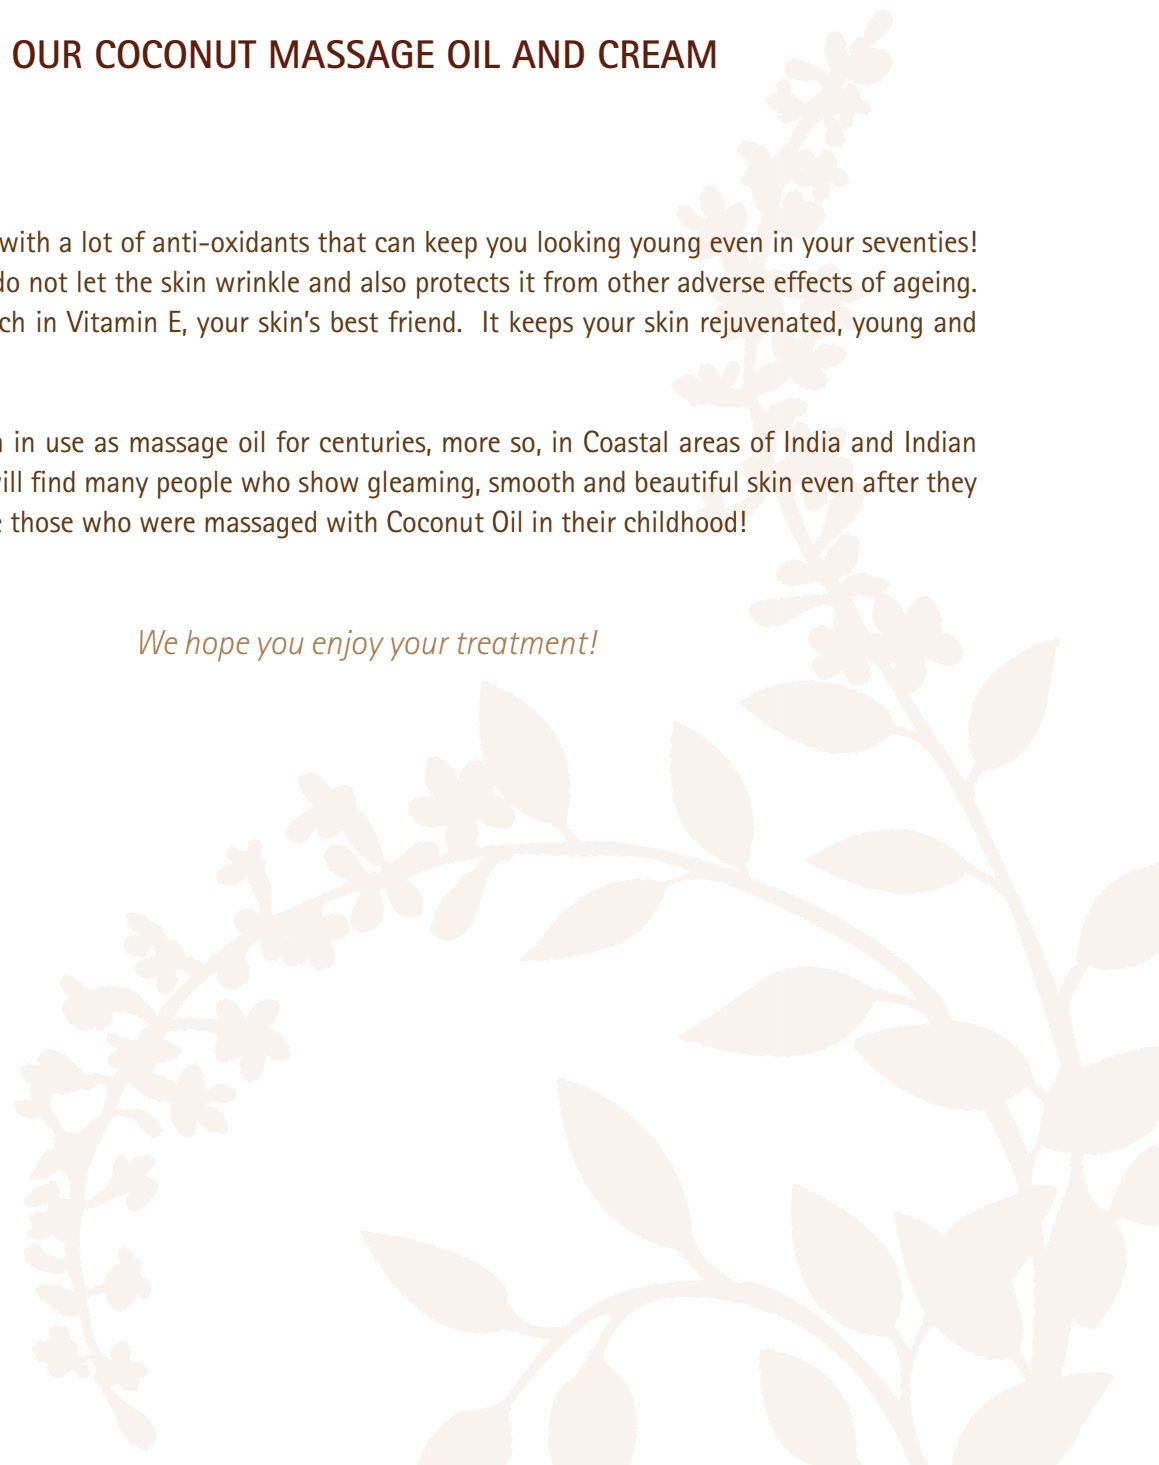 OUR COCONUT MASSAGE OIL AND CREAM
with a lot of anti-oxidants that can keep you looking young even in your seventies!
do not let the skin wrinkle and also protects it from other adverse effects of ageing.
ch in Vitamin E, your skin's best friend.  It keeps your skin rejuvenated, young and
in use as massage oil for centuries, more so, in Coastal areas of India and Indian
ill find many people who show gleaming, smooth and beautiful skin even after they
those who were massaged with Coconut Oil in their childhood!
We hope you enjoy your treatment!